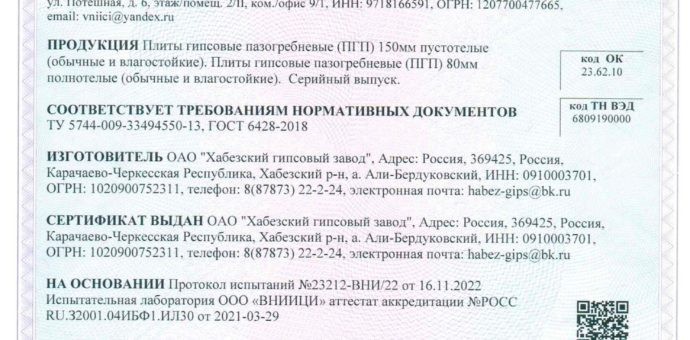 ул. Потешная, д. 6, этаж/помещ. 2/П, ком./офис 9/1, ИНН: 9718166591, ОГРН: 1207700477665,
email: vniici@yandex.ru
ПРОДУКЦИЯ Плиты гипсовые пазогребневые (ПГП) 150мм пустотелые
(обычные и влагостойкие). Плиты гипсовые пазогребневые (ПГП) 80мм
полнотелые (обычные и влагостойкие). Серийный выпуск.
код ОК
23.62.10
СООТВЕТСТВУЕТ ТРЕБОВАНИЯМ НОРМАТИВНЫХ ДОКУМЕНТОВ
ТУ 5744-009-33494550-13, ГОСТ 6428-2018
код ТН ВЭД
6809190000
ИЗГОТОВИТЕЛЬ ОАО "Хабезский гипсовый завод", Адрес: Россия, 369425, Россия,
Карачаево-Черкесская Республика, Хабезский р-н, а. Али-Бердуковский, ИНН: 0910003701,
ОГРН: 1020900752311, телефон: 8(87873) 22-2-24, электронная почта: habez-gips@bk.ru
СЕРТИФИКАТ ВЫДАН ОАО "Хабезский гипсовый завод", Адрес: Россия, 369425, Россия,
Карачаево-Черкесская Республика, Хабезский р-н, а. Али-Бердуковский, ИНН: 0910003701,
ОГРН: 1020900752311, телефон: 8(87873) 22-2-24, электронная почта: habez-gips@bk.ru
НА ОСНОВАНИИ Протокол испытаний №23212-ВНИ/22 от 16.11.2022
Испытательная лаборатория ООО «ВНИИЦИ» аттестат аккредитации №РОСС
RU.32001.04ИБФ1.ИЛ30 от 2021-03-29